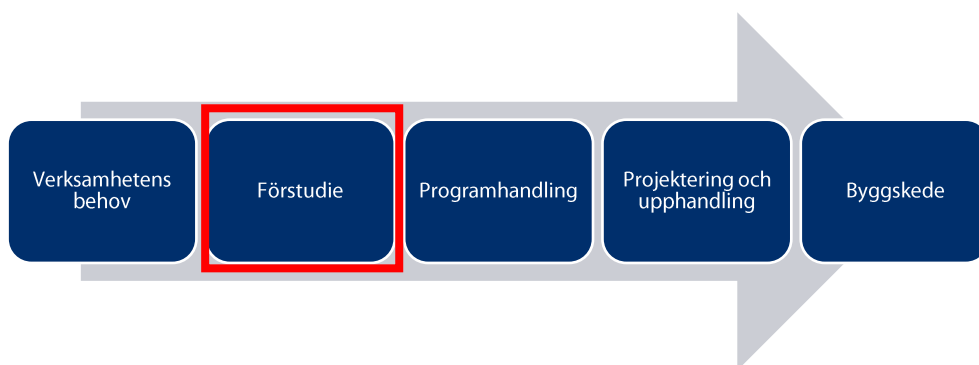 Verksamhetens
behov
Förstudie
Programhandling
Projektering och
upphandling
Byggskede